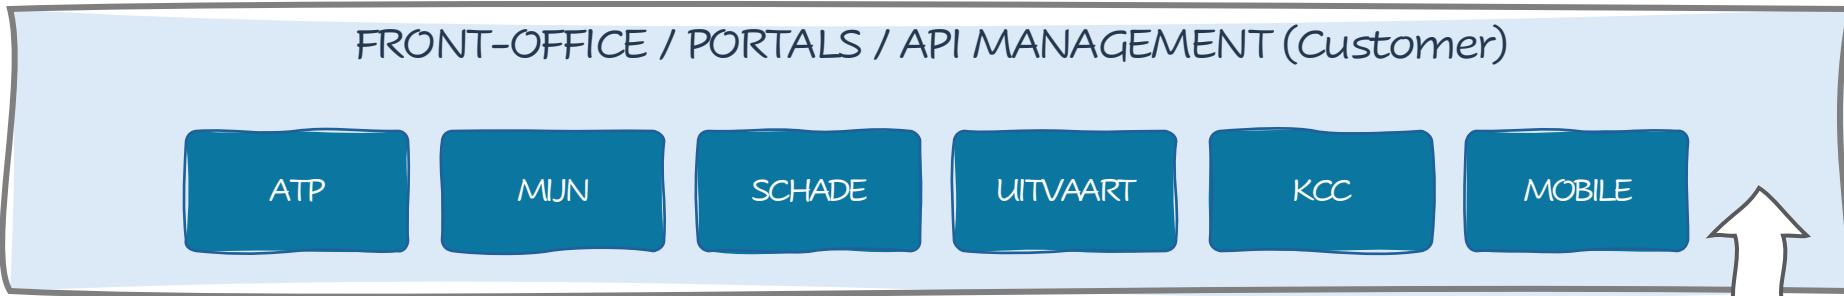 FRONT-OFFICE / PORTALS / API MANAGEMENT (Customer)
ATP
MIJN
SCHADE
UITVAART
KCC
MOBILE